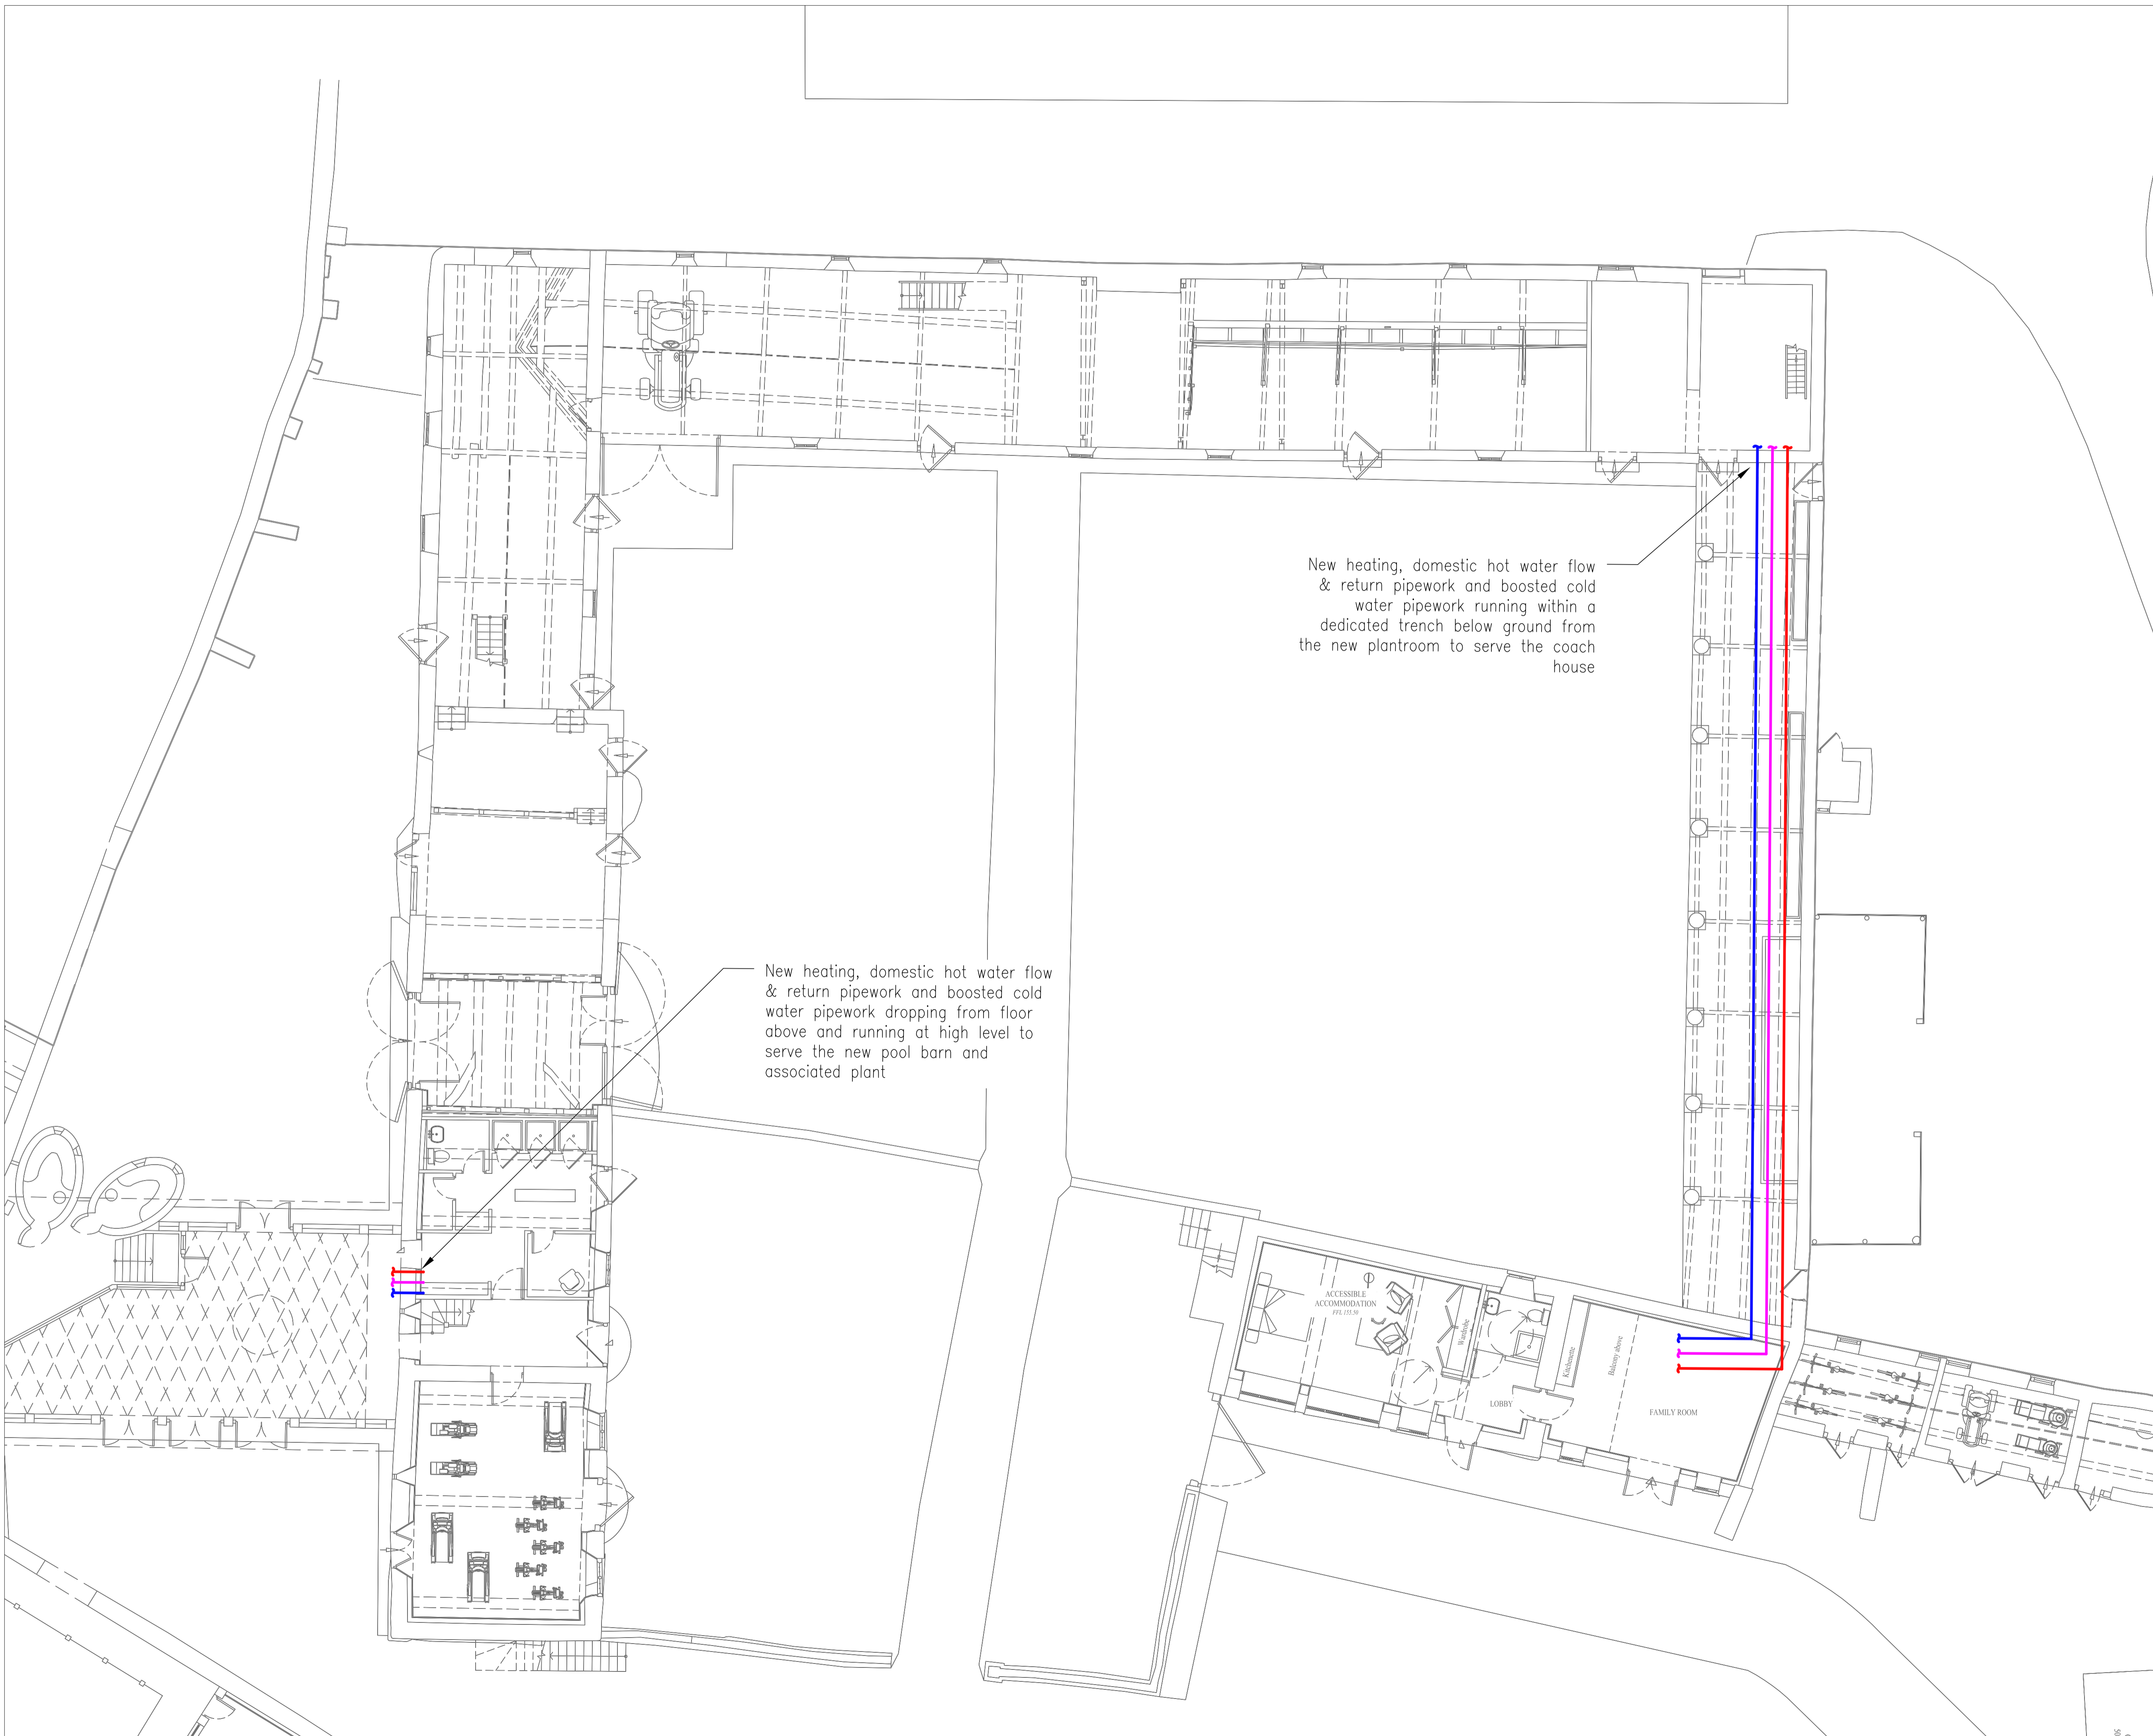 New heating, domestic hot water flow
& return pipework and boosted cold
water pipework running within a
dedicated trench below ground from
the new plantroom to serve the coach
house
New heating, domestic hot water flow
& return pipework and boosted cold
water pipework dropping from floor
above and running at high level to
serve the new pool barn and
associated plant
ACCESSIBLE
ACCOMMODATION
FFL 155.59
Wardrobe
Kitchenette
Balcony above
LOBBY
FAMILY ROOM